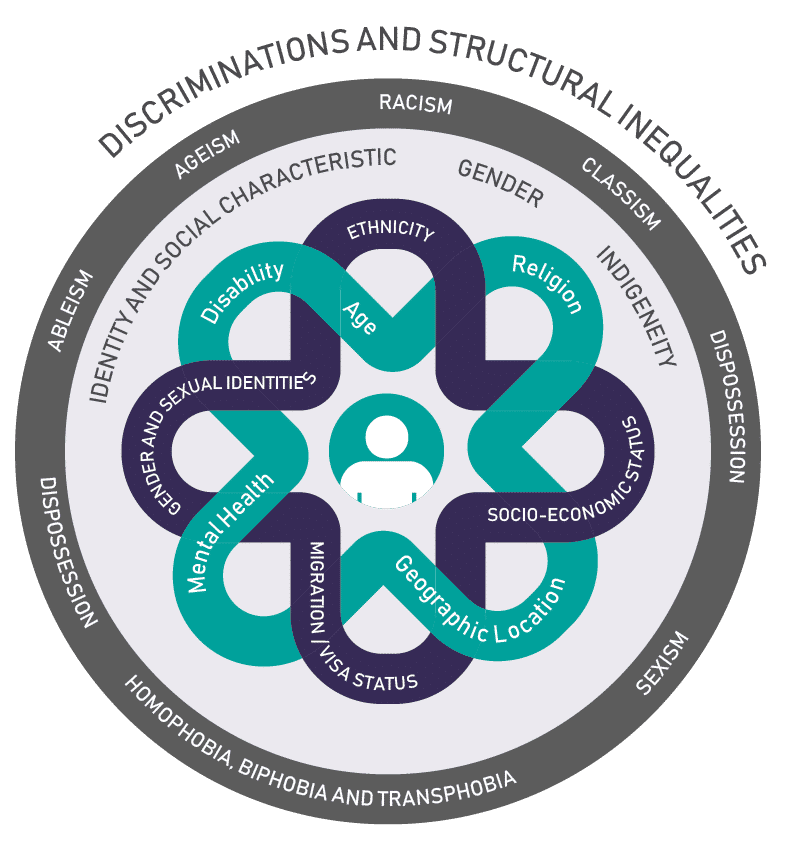 DISCRIMINATIONS AND STRUCTURAL INEQUALITIES
RACISM
AGEISM
CLASSISM
ABLEISM
DISPOSSESSION
DISPOSSESSION
SEXISM
HOMOPHOBIA, BIPHOBIA AND TRANSPHOBIA
IDENTITY AND SOCIAL CHARACTERISTIC
GENDER
INDIGENEITY
ETHNICITY
Disability
Age
Religion
GENDER AND SEXUAL IDENTITIES
SOCIO-ECONOMIC STATUS
Mental Health
MIGRATION / VISA STATUS
Geographic Location